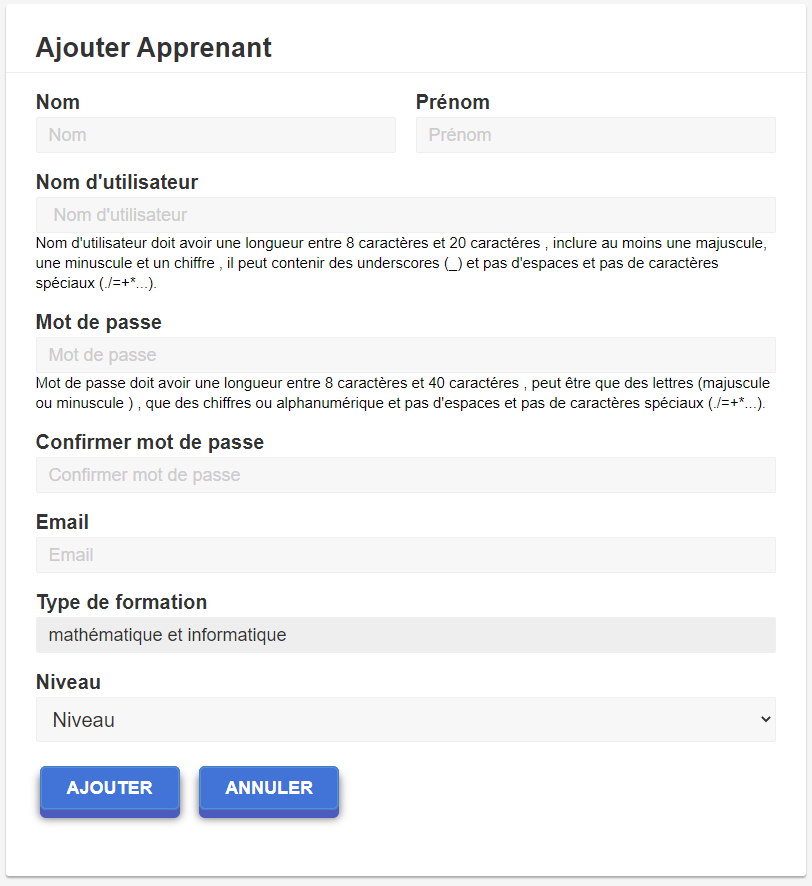 Ajouter Apprenant
Nom Prénom
Nom Prénom
Nom d'utilisateur
Nom d'utilisateur
Nom d'utilisateur doit avoir une longueur entre 8 caractères et 20 caractéres , inclure au moins une majuscule,
une minuscule et un chiffre , il peut contenir des underscores (_) et pas d'espaces et pas de caractères
spéciaux (./=+*...).
Mot de passe
Mot de passe
Mot de passe doit avoir une longueur entre 8 caractères et 40 caractéres , peut être que des lettres (majuscule
ou minuscule ) , que des chiffres ou alphanumérique et pas d'espaces et pas de caractères spéciaux (./=+*...).
Confirmer mot de passe
Confirmer mot de passe
Email
Email
Type de formation
mathématique et informatique
Niveau
Niveau
AJOUTER ANNULER